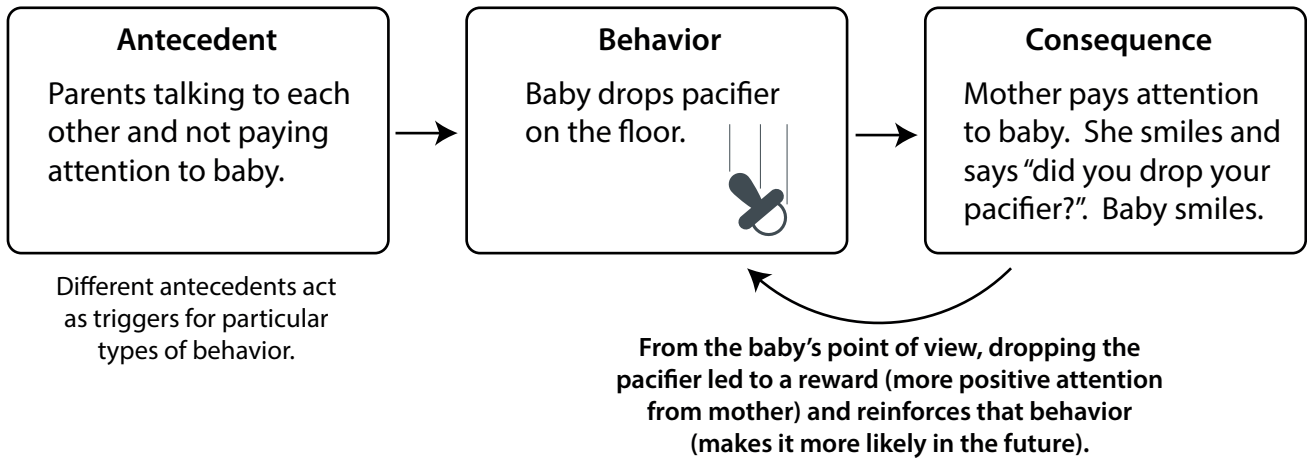 Antecedent
Parents talking to each
other and not paying
attention to baby.
Different antecedents act
as triggers for particular
types of behavior.
Behavior
Baby drops pacifier
on the floor.
Consequence
Mother pays attention
to baby.  She smiles and
says “did you drop your
pacifier?”.  Baby smiles.
From the baby’s point of view, dropping the
pacifier led to a reward (more positive attention
from mother) and reinforces that behavior
(makes it more likely in the future).